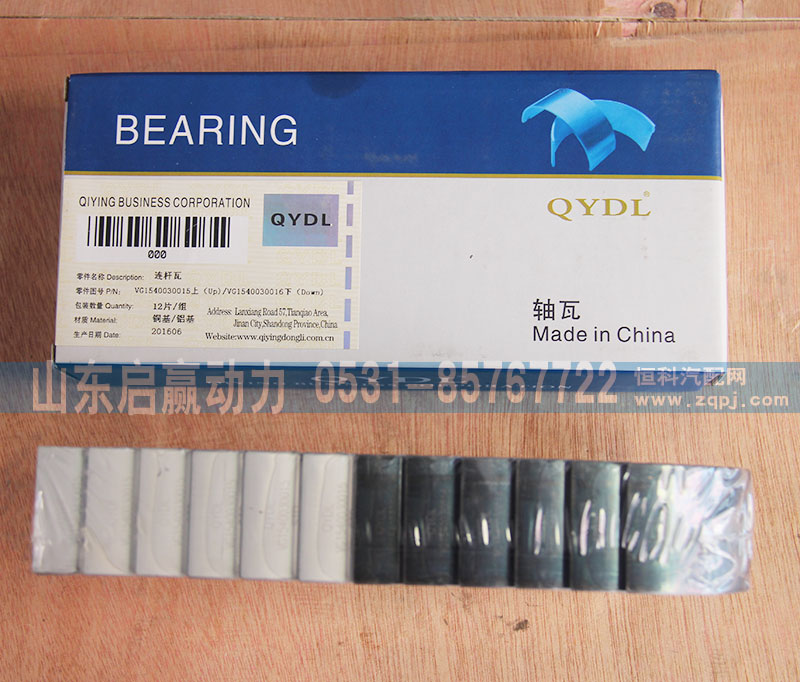 BEARING
QIYING BUSINESS CORPORATION
000
QYDL
QYDL®
零件名称 Description: 连杆瓦
零件图号 P/N: VG1540030015上 (Up)/VG1540030016下 (Down)
包装数量 Quantity: 12片/组
材质 Material: 铜基/铝基
生产日期 Date: 201606
Address: Lanxiang Road 57,Tianqiao Area,
Jinan City,Shandong Province,China
Website:www.qiyingdongli.com.cn
轴瓦
Made in China
山东启赢动力 0531-85767722
恒科汽配网
www.zqpj.com